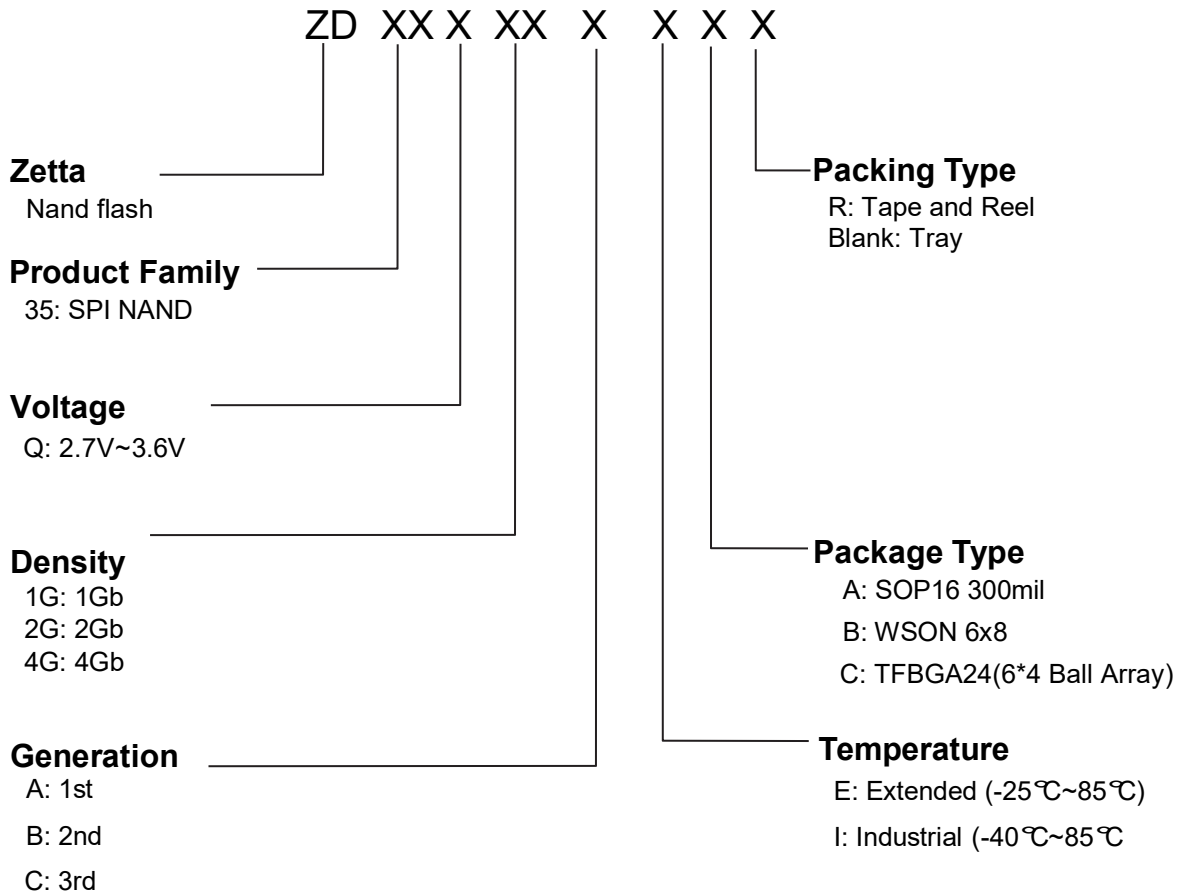 ZD XX X XX X X X X
Zetta
Nand flash
Product Family
35: SPI NAND
Voltage
Q: 2.7V~3.6V
Density
1G: 1Gb
2G: 2Gb
4G: 4Gb
Generation
A: 1st
B: 2nd
C: 3rd
Packing Type
R: Tape and Reel
Blank: Tray
Package Type
A: SOP16 300mil
B: WSON 6x8
C: TFBGA24(6*4 Ball Array)
Temperature
E: Extended (-25℃~85℃)
I: Industrial (-40℃~85℃